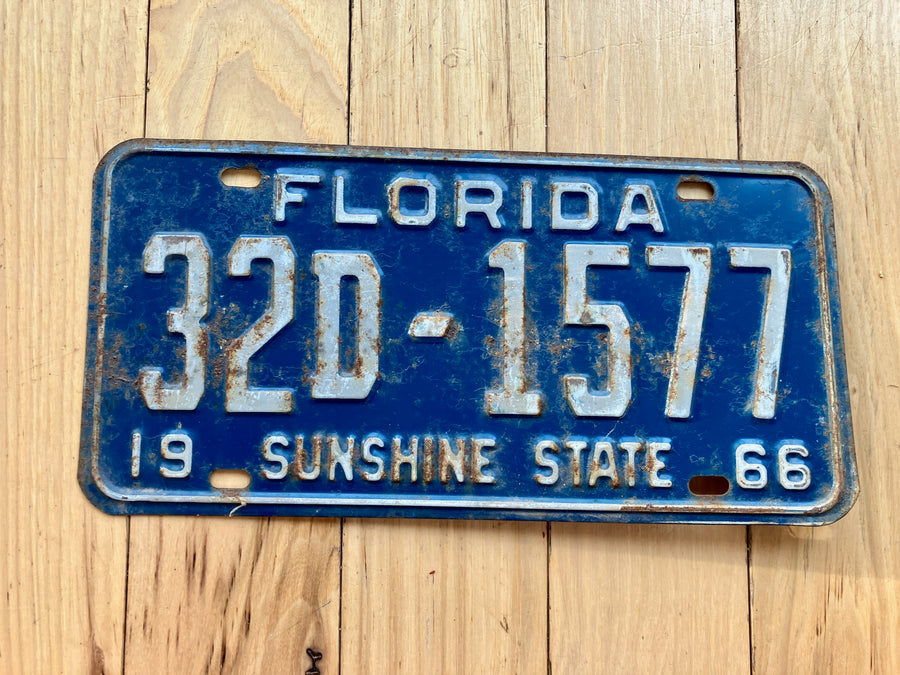 FLORIDA
32D-1577
19 SUNSHINE STATE 66